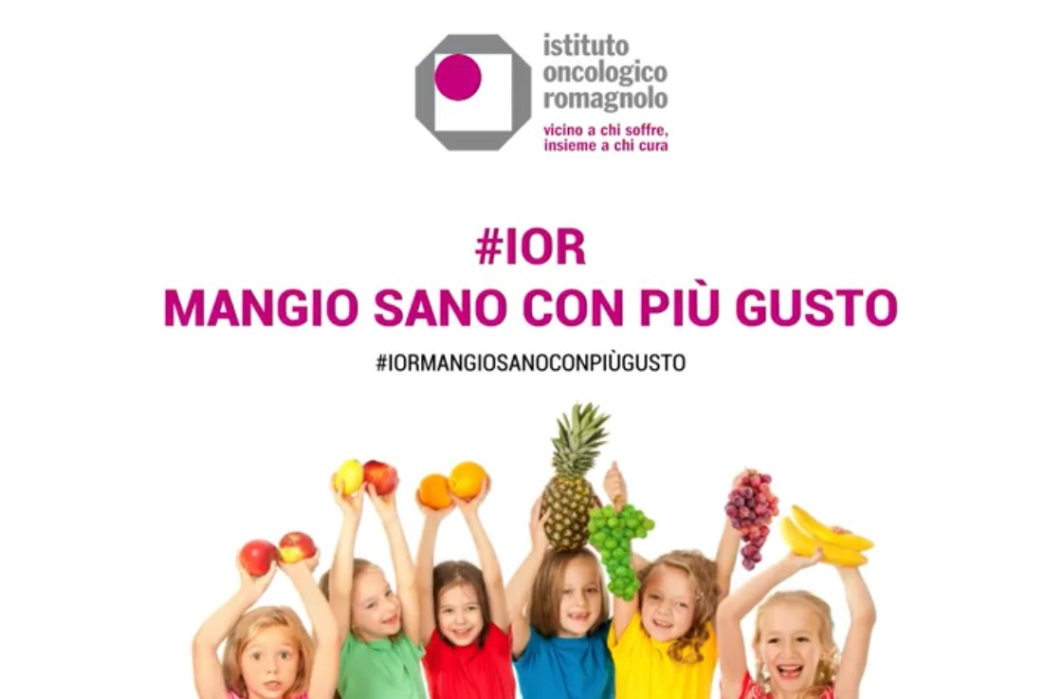 istituto
oncologico
romagnolo
vicino a chi soffre,
insieme a chi cura
#IOR
MANGIO SANO CON PIÙ GUSTO
#IORMANGIOSANOCONPIÙGUSTO